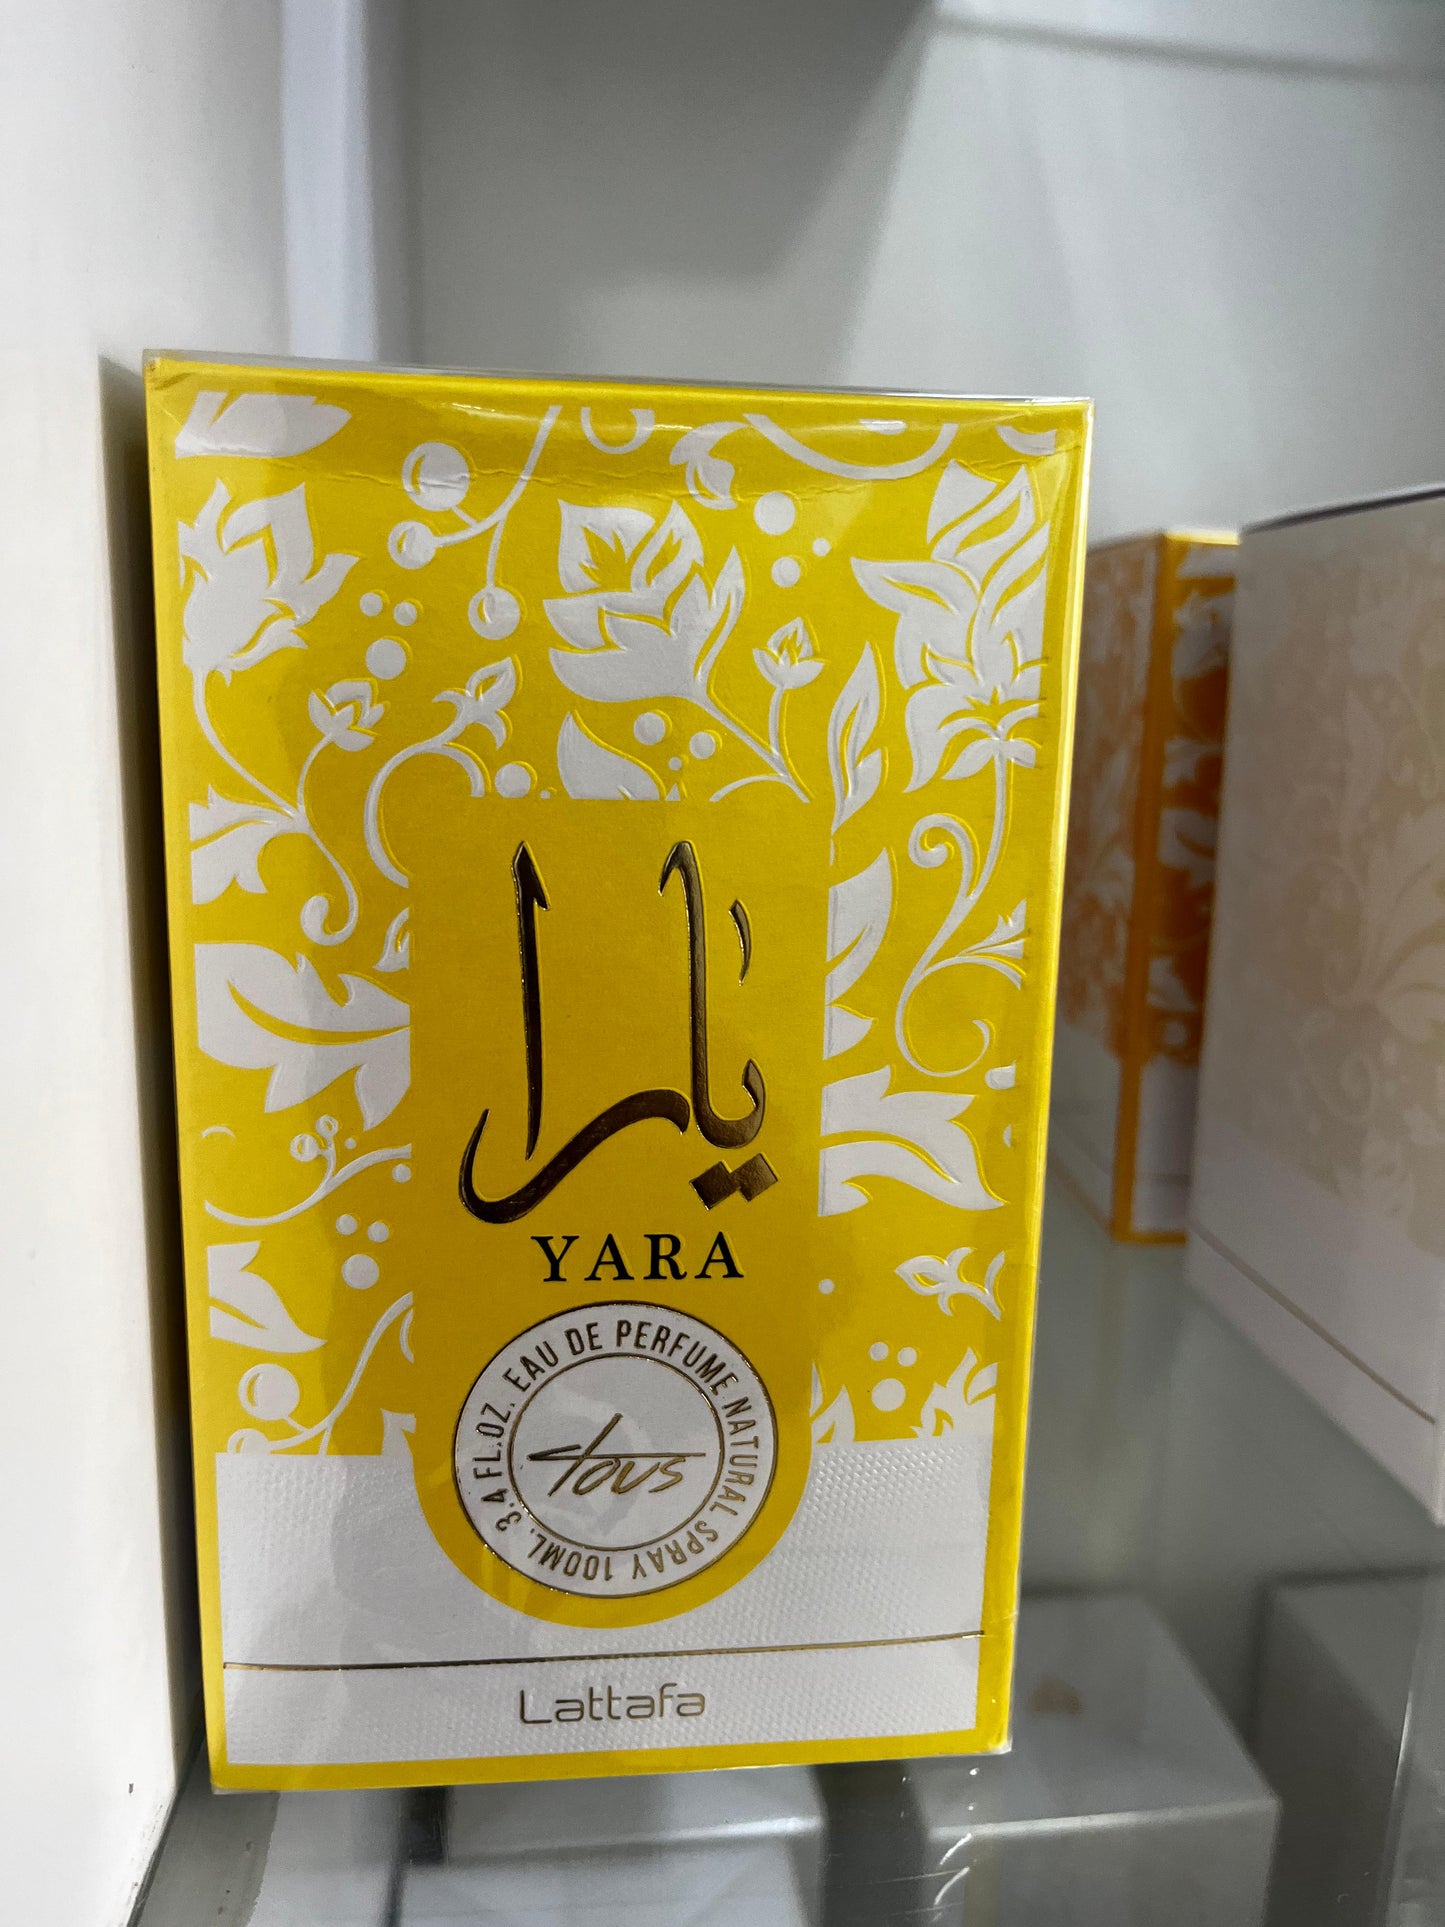 يارا
YARA
EAU DE PERFUME NATURAL SPRAY 100ML. 3.4 FL.OZ.
tous
Lattafa